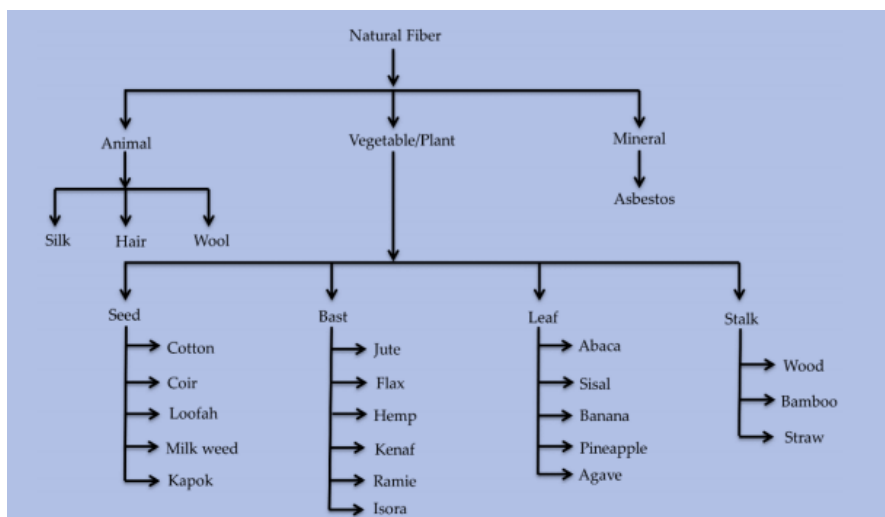 Natural Fiber
Animal
Vegetable/Plant
Mineral
Asbestos
Silk
Hair
Wool
Seed
Bast
Leaf
Stalk
Cotton
Coir
Loofah
Milk weed
Kapok
Jute
Flax
Hemp
Kenaf
Ramie
Isora
Abaca
Sisal
Banana
Pineapple
Agave
Wood
Bamboo
Straw